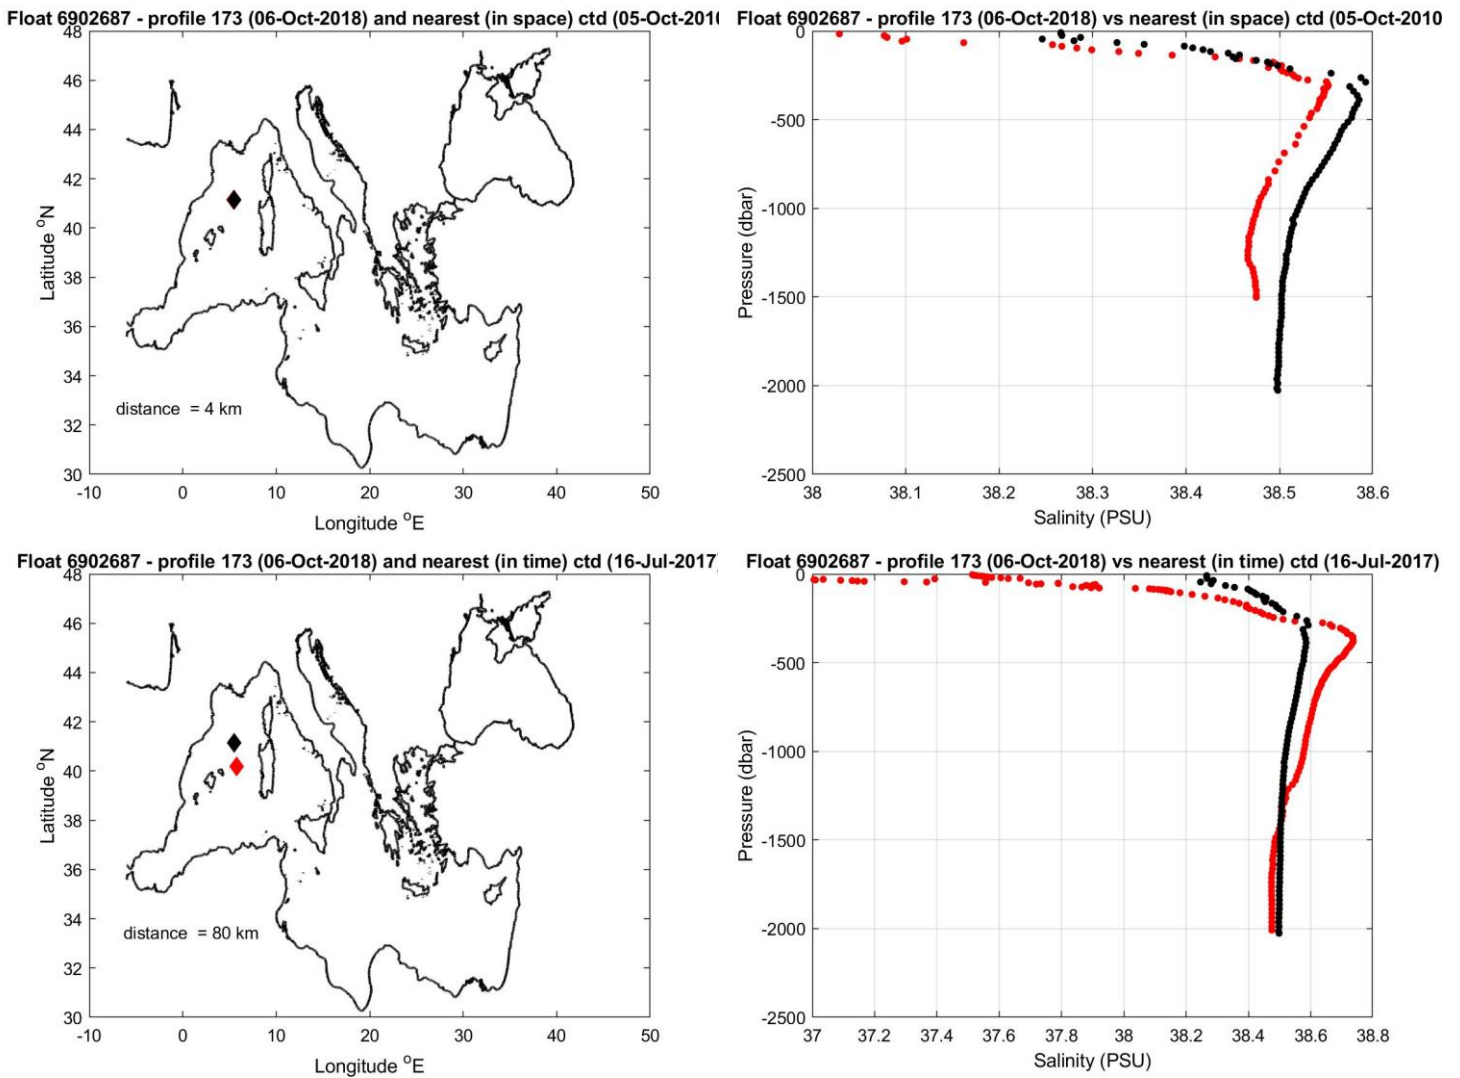 Float 6902687 - profile 173 (06-Oct-2018) and nearest (in space) ctd (05-Oct-201
48
46
44
42
40
38
36
34
32
30
Latitude °N
distance = 4 km
-10 0 10 20 30 40 50
Longitude °E
Float 6902687 - profile 173 (06-Oct-2018) vs nearest (in space) ctd (05-Oct-2010
0
-500
-1000
-1500
-2000
-2500
Pressure (dbar)
38 38.1 38.2 38.3 38.4 38.5 38.6
Salinity (PSU)
Float 6902687 - profile 173 (06-Oct-2018) and nearest (in time) ctd (16-Jul-2017)
48
46
44
42
40
38
36
34
32
30
Latitude °N
distance = 80 km
-10 0 10 20 30 40 50
Longitude °E
Float 6902687 - profile 173 (06-Oct-2018) vs nearest (in time) ctd (16-Jul-2017)
0
-500
-1000
-1500
-2000
-2500
Pressure (dbar)
37 37.2 37.4 37.6 37.8 38 38.2 38.4 38.6 38.8
Salinity (PSU)